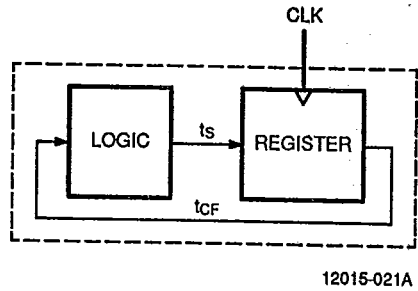 CLK
LOGIC
tS
REGISTER
tCF
12015-021A